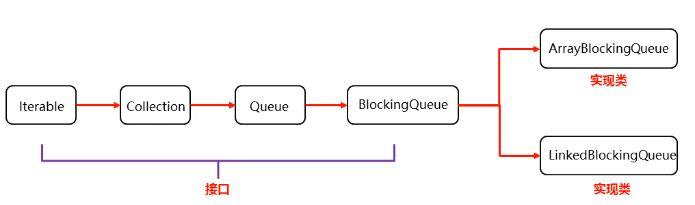 ArrayBlockingQueue
实现类
Iterable
Collection
Queue
BlockingQueue
LinkedBlockingQueue
接口
实现类